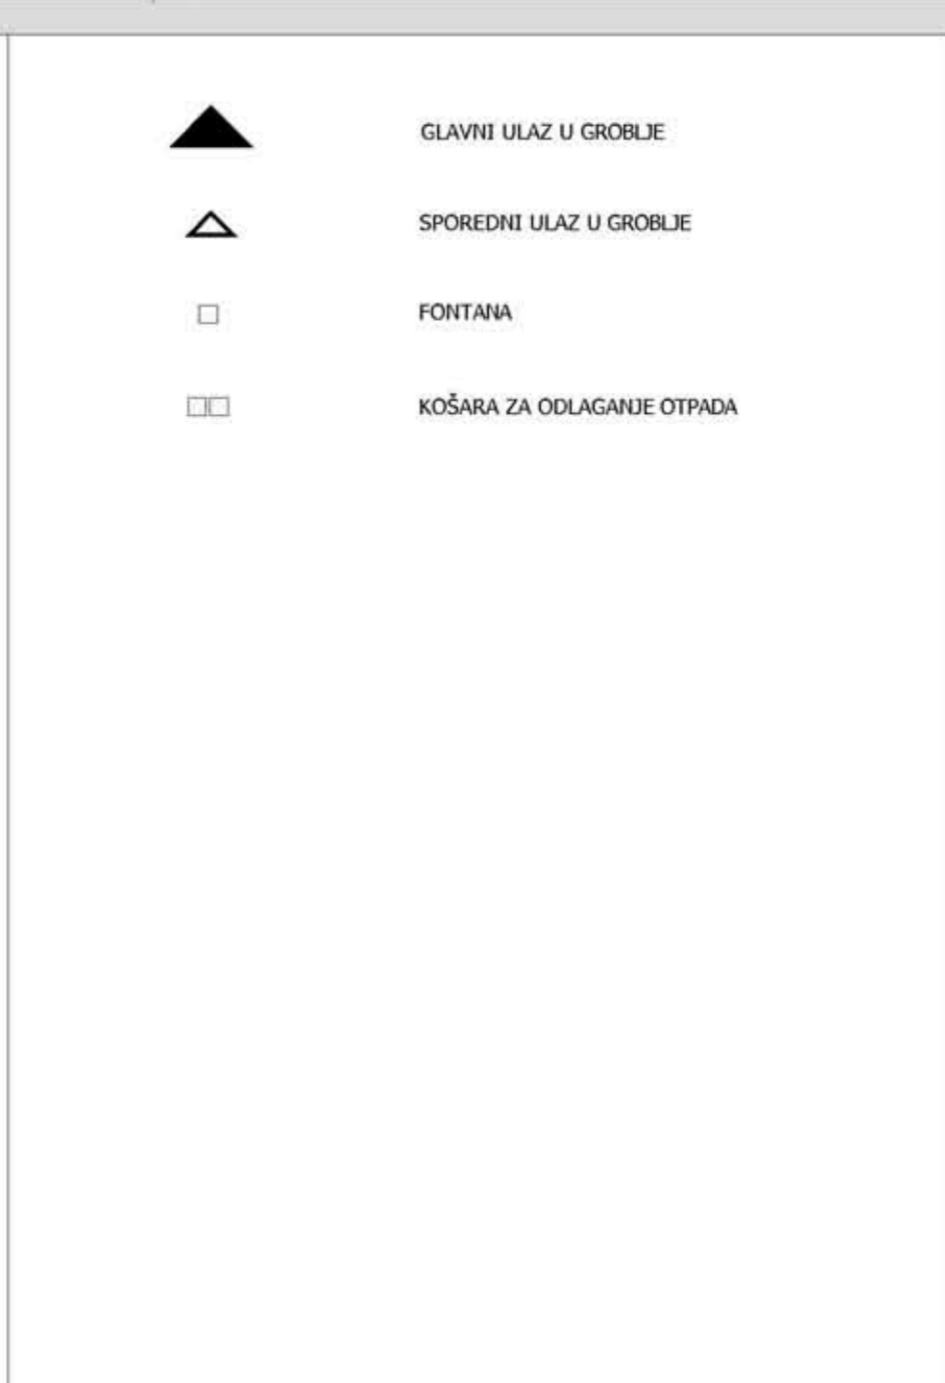 GLAVNI ULAZ U GROBLJE
SPOREDNI ULAZ U GROBLJE
FONTANA
KOŠARA ZA ODLAGANJE OTPADA